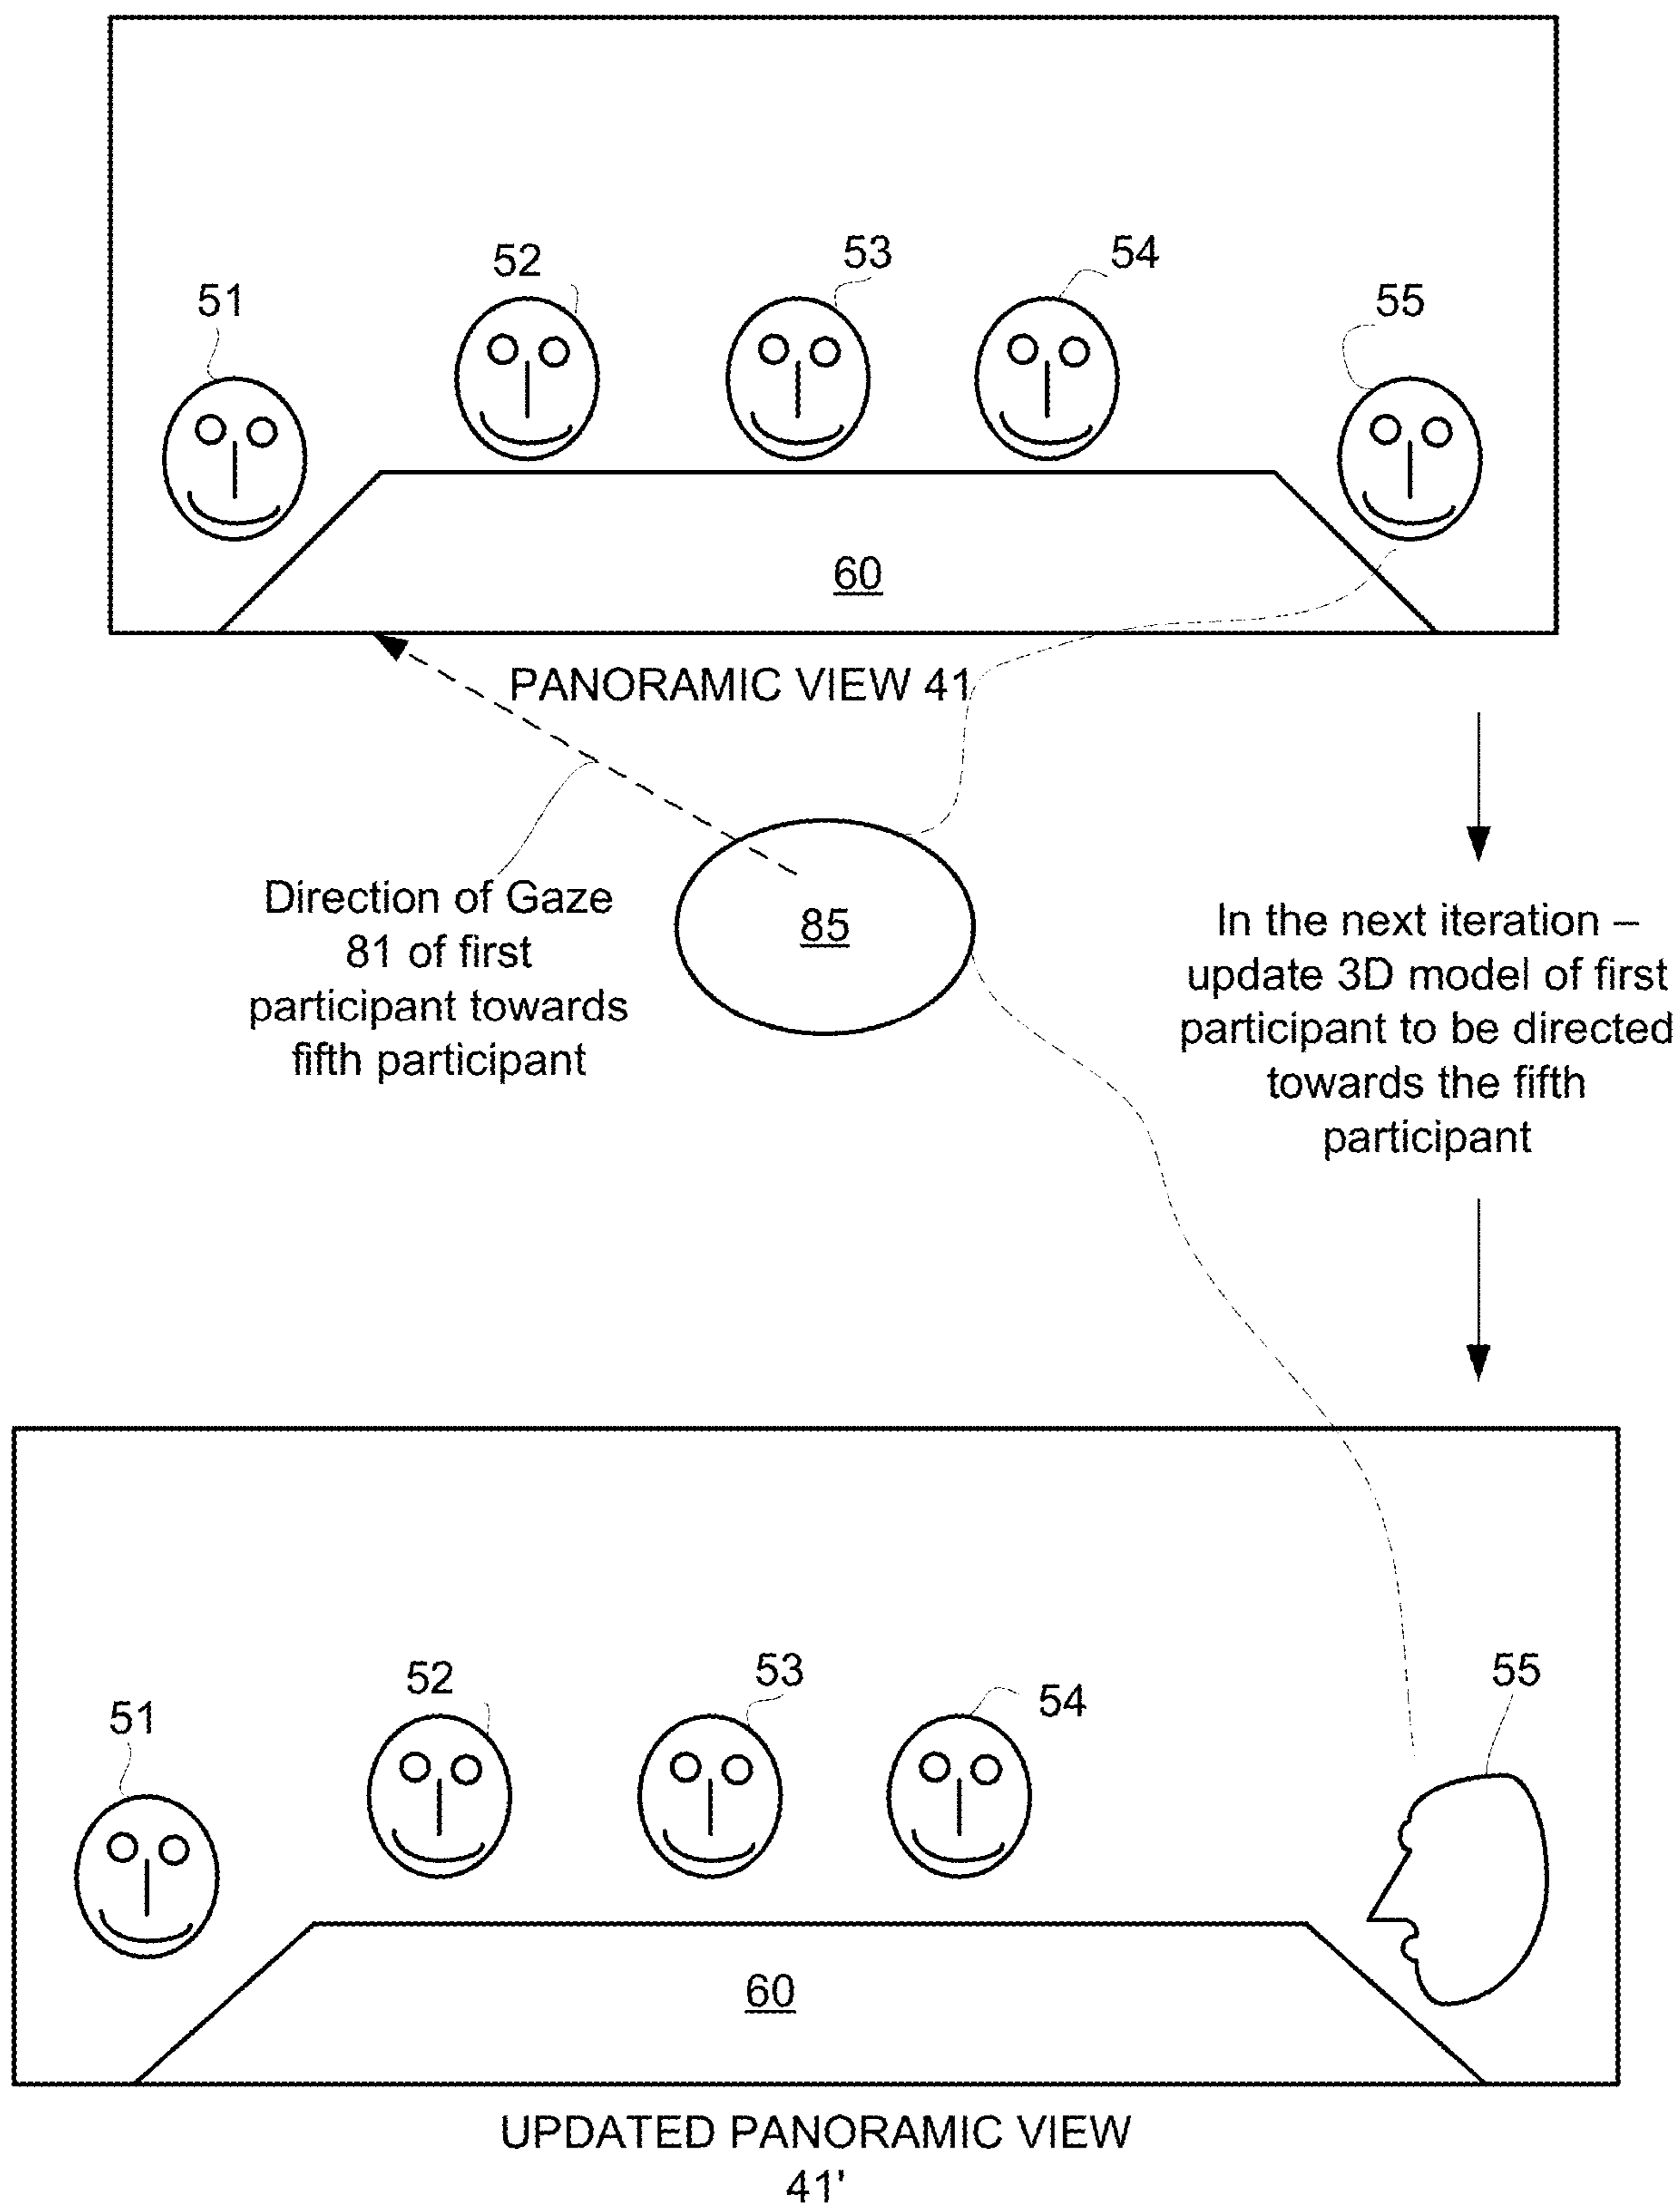 51
52
53
54
55
60
PANORAMIC VIEW 41
Direction of Gaze
81 of first
participant towards
fifth participant
85
In the next iteration –
update 3D model of first
participant to be directed
towards the fifth
participant
51
52
53
54
55
60
UPDATED PANORAMIC VIEW
41'